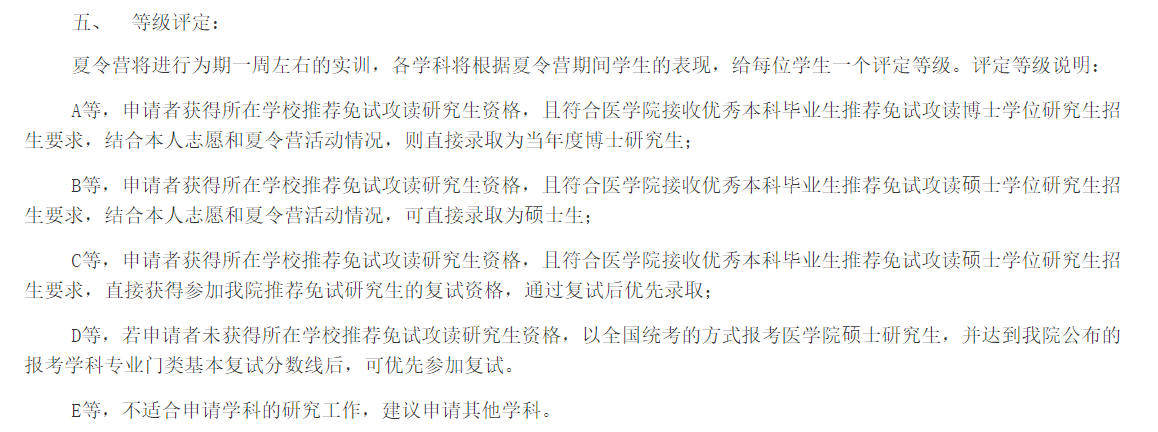 五、 等级评定：
夏令营将进行为期一周左右的实训，各学科将根据夏令营期间学生的表现，给每位学生一个评定等级。评定等级说明：
A等，申请者获得所在学校推荐免试攻读研究生资格，且符合医学院接收优秀本科毕业生推荐免试攻读博士学位研究生招
生要求，结合本人志愿和夏令营活动情况，则直接录取为当年度博士研究生；
B等，申请者获得所在学校推荐免试攻读研究生资格，且符合医学院接收优秀本科毕业生推荐免试攻读硕士学位研究生招
生要求，结合本人志愿和夏令营活动情况，可直接录取为硕士生；
C等，申请者获得所在学校推荐免试攻读研究生资格，且符合医学院接收优秀本科毕业生推荐免试攻读硕士学位研究生招
生要求，直接获得参加我院推荐免试研究生的复试资格，通过复试后优先录取；
D等，若申请者未获得所在学校推荐免试攻读研究生资格，以全国统考的方式报考医学院硕士研究生，并达到我院公布的
报考学科专业门类基本复试分数线后，可优先参加复试。
E等，不适合申请学科的研究工作，建议申请其他学科。